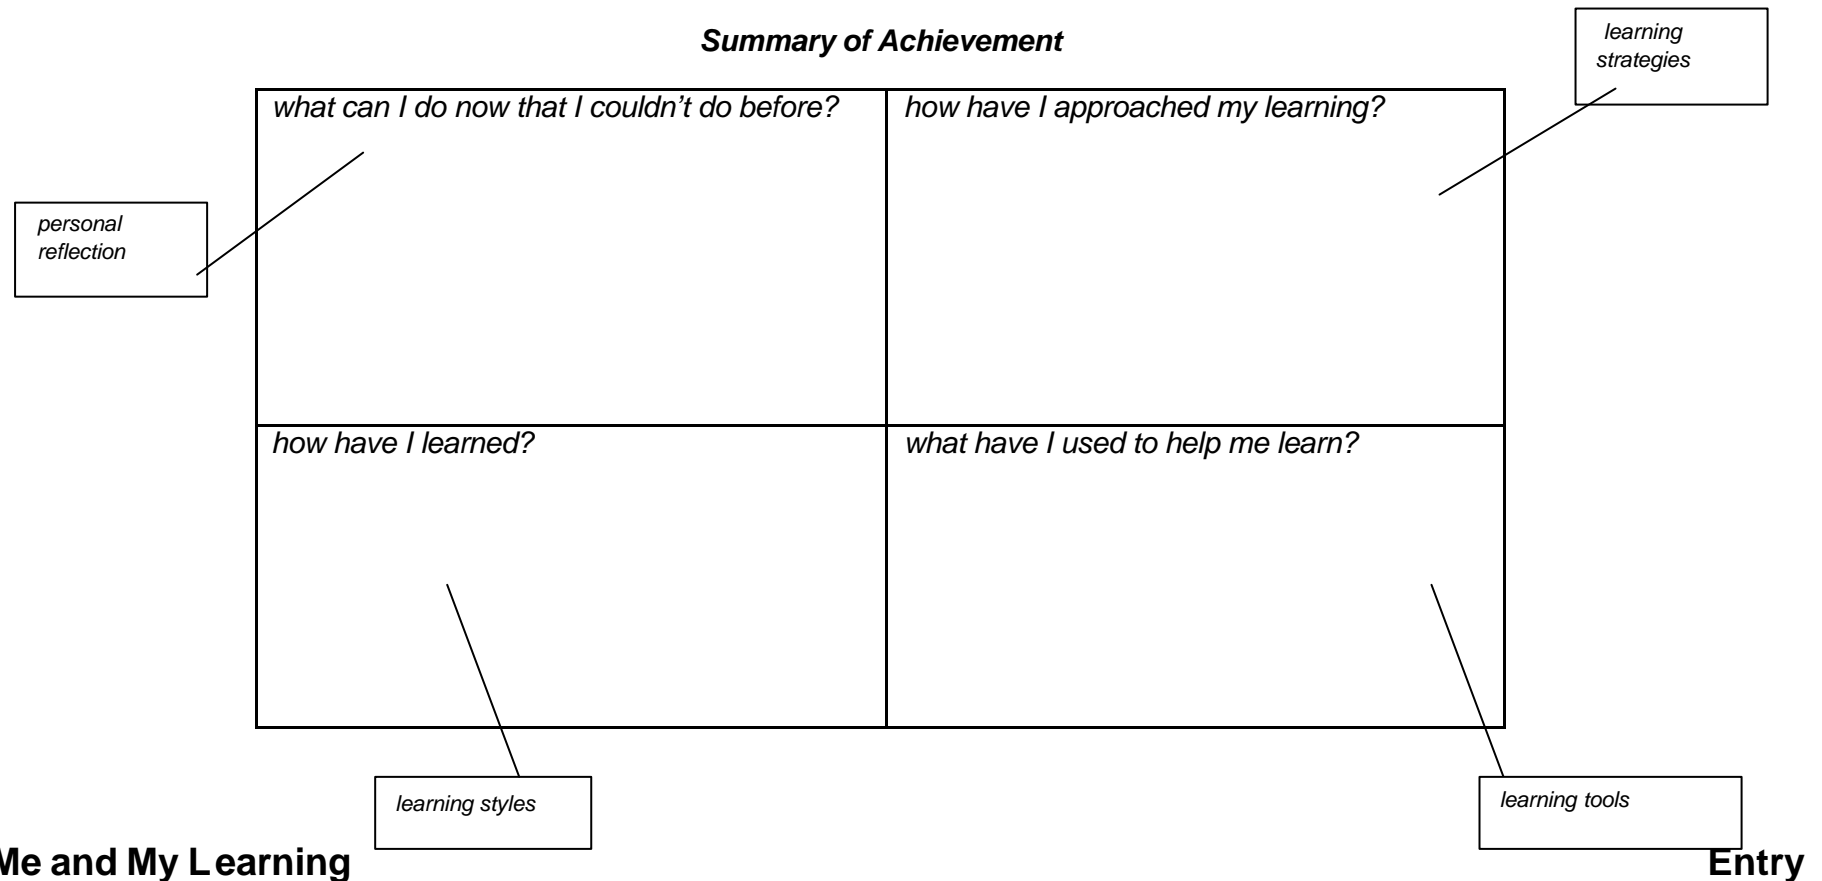 Summary of Achievement
learning
strategies
what can I do now that I couldn’t do before?
how have I approached my learning?
personal
reflection
how have I learned?
what have I used to help me learn?
learning styles
learning tools
Me and My Learning
Entry